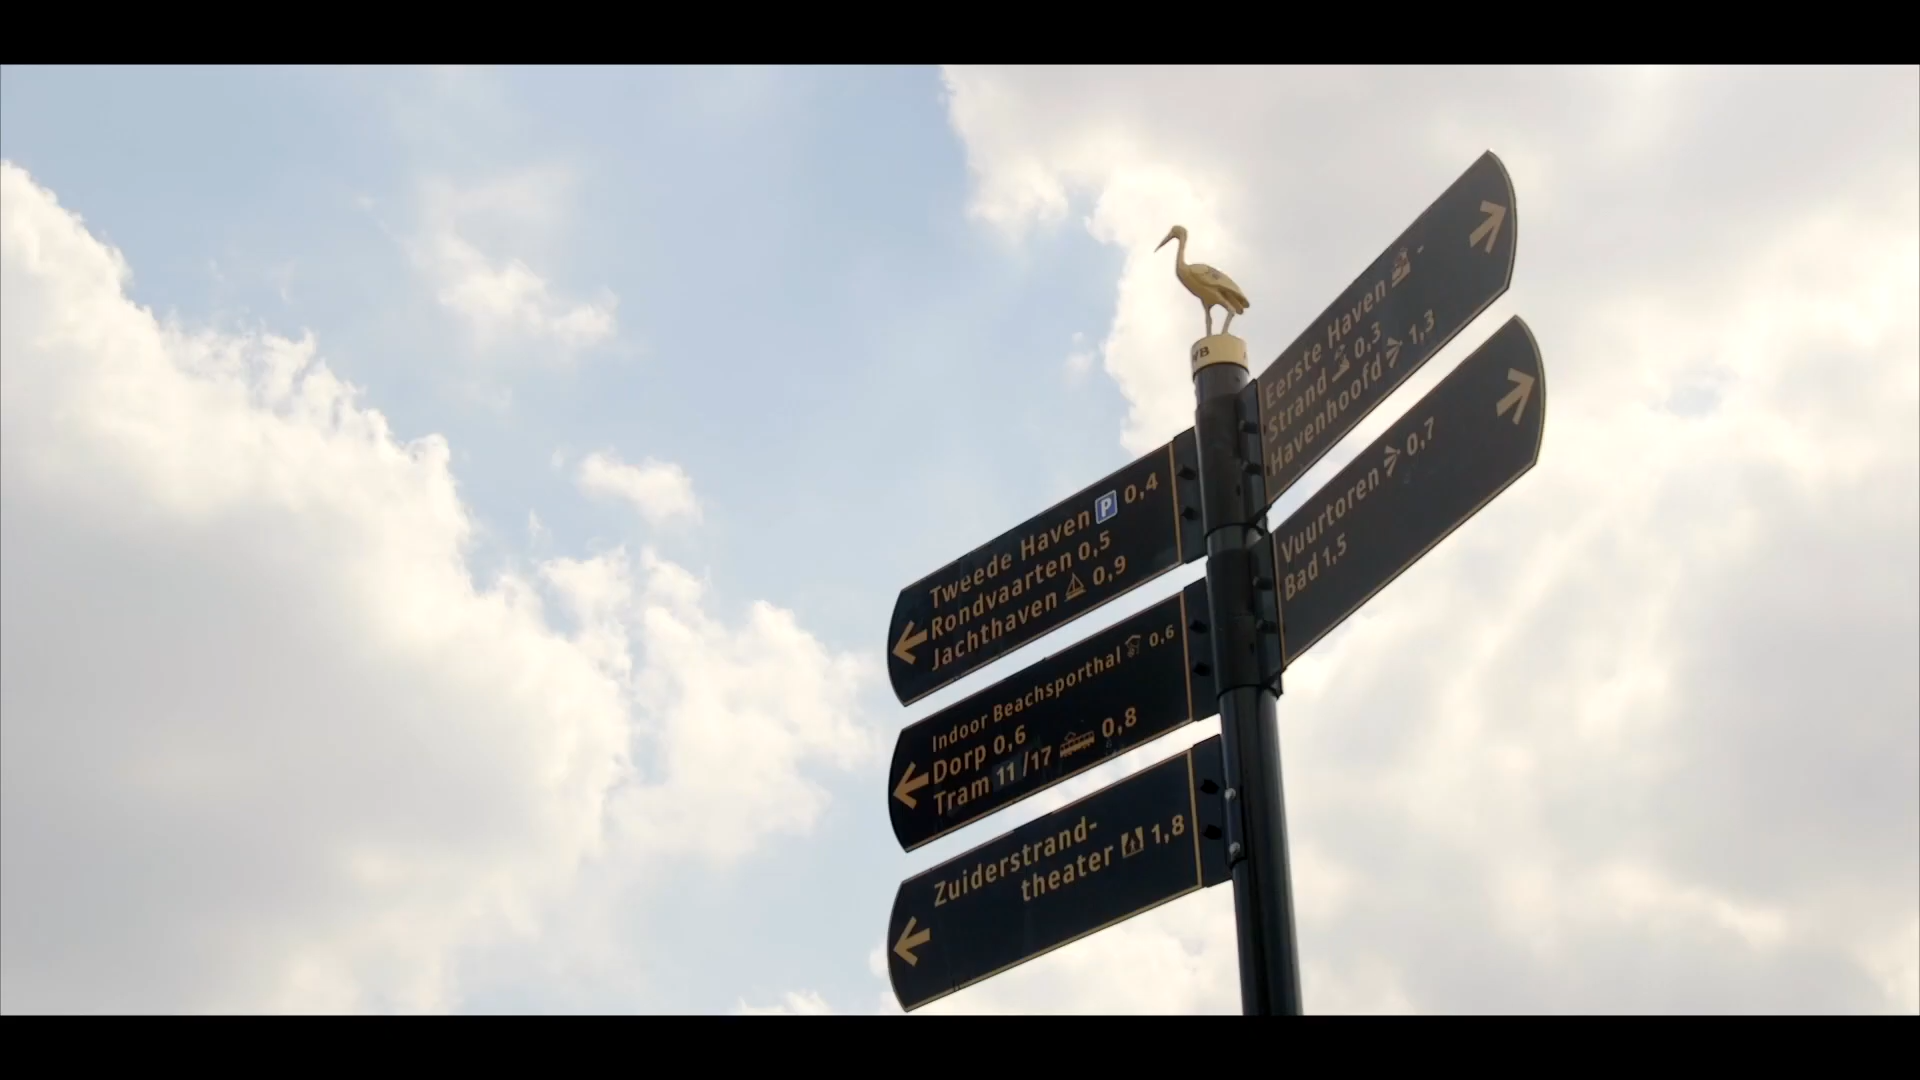 WB
Eerste Haven -
Strand 0,3
Havenhoofd 1,3
Vuurtoren 0,7
Bad 1,5
Tweede Haven P 0,4
Rondvaarten 0,5
Jachthaven 0,9
Indoor Beachsporthal 0,6
Dorp 0,6
Tram 11/17 0,8
Zuiderstrand-
theater 1,8